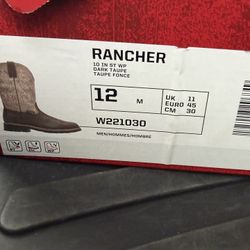 RANCHER
10 IN ST WP
DARK TAUPE
TAUPE FONCE
12 M
UK 11
EURO 45
CM 30
W221030
MEN/HOMMES/HOMBRE